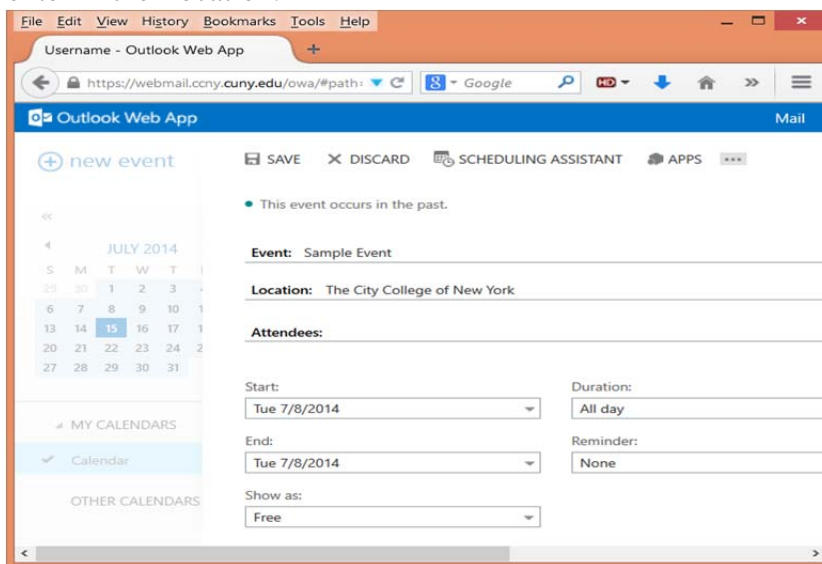 File Edit View History Bookmarks Tools Help
Username - Outlook Web App
https://webmail.ccny.cuny.edu/owa/#path: Google
Outlook Web App Mail
new event
SAVE DISCARD SCHEDULING ASSISTANT APPS
This event occurs in the past.
JULY 2014
S M T W T
29 30 1 2 3
6 7 8 9 10
13 14 15 16 17
20 21 22 23 24
27 28 29 30 31
Event: Sample Event
Location: The City College of New York
Attendees:
Start: Duration:
Tue 7/8/2014 All day
MY CALENDARS
End: Reminder:
Calendar
Tue 7/8/2014 None
OTHER CALENDARS
Show as:
Free